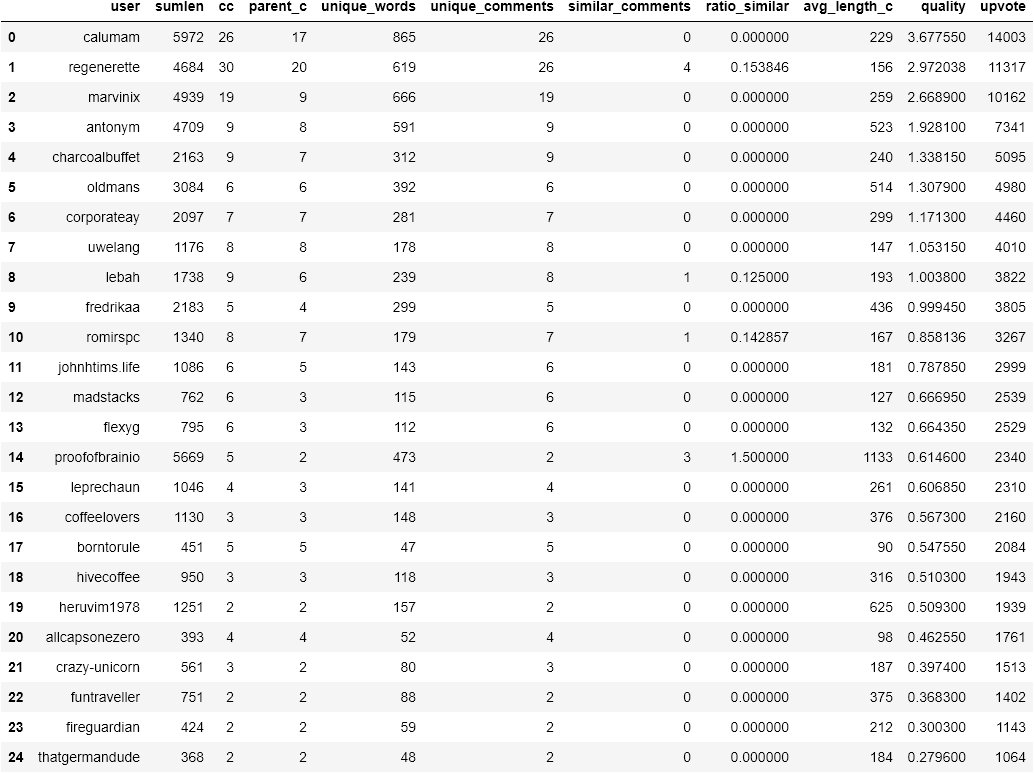 user sumlen cc parent_c unique_words unique_comments similar_comments ratio_similar avg_length_c quality upvote
0 calumam 5972 26 17 865 26 0 0.000000 229 3.677550 14003
1 regenerette 4684 30 20 619 26 4 0.153846 156 2.972038 11317
2 marvinix 4939 19 9 666 19 0 0.000000 259 2.668900 10162
3 antonym 4709 9 8 591 9 0 0.000000 523 1.928100 7341
4 charcoalbuffet 2163 9 7 312 9 0 0.000000 240 1.338150 5095
5 oldmans 3084 6 6 392 6 0 0.000000 514 1.307900 4980
6 corporateay 2097 7 7 281 7 0 0.000000 299 1.171300 4460
7 uwelang 1176 8 8 178 8 0 0.000000 147 1.053150 4010
8 lebah 1738 9 6 239 8 1 0.125000 193 1.003800 3822
9 fredrikaa 2183 5 4 299 5 0 0.000000 436 0.999450 3805
10 romirspc 1340 8 7 179 7 1 0.142857 167 0.858136 3267
11 johnhtims.life 1086 6 5 143 6 0 0.000000 181 0.787850 2999
12 madstacks 762 6 3 115 6 0 0.000000 127 0.666950 2539
13 flexyg 795 6 3 112 6 0 0.000000 132 0.664350 2529
14 proofofbrainio 5669 5 2 473 2 3 1.500000 1133 0.614600 2340
15 leprechaun 1046 4 3 141 4 0 0.000000 261 0.606850 2310
16 coffeelovers 1130 3 3 148 3 0 0.000000 376 0.567300 2160
17 borntorule 451 5 5 47 5 0 0.000000 90 0.547550 2084
18 hivecoffee 950 3 3 118 3 0 0.000000 316 0.510300 1943
19 heruvim1978 1251 2 2 157 2 0 0.000000 625 0.509300 1939
20 allcapsonezero 393 4 4 52 4 0 0.000000 98 0.462550 1761
21 crazy-unicorn 561 3 2 80 3 0 0.000000 187 0.397400 1513
22 funtraveller 751 2 2 88 2 0 0.000000 375 0.368300 1402
23 fireguardian 424 2 2 59 2 0 0.000000 212 0.300300 1143
24 thatgermandude 368 2 2 48 2 0 0.000000 184 0.279600 1064